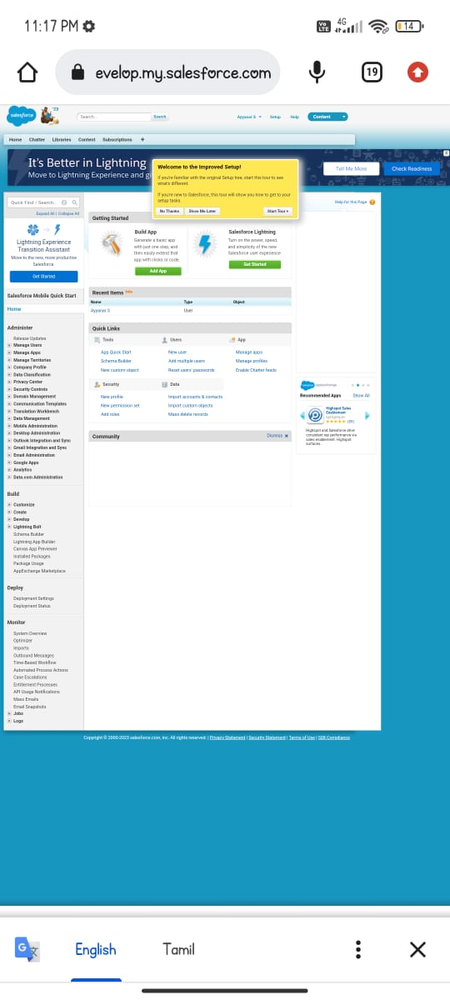 11:17 PM
Vo
LTE
4G
14
evelop.my.salesforce.com
19
salesforce
'23
Search...
Search
Ayyanar S
Setup
Help
Content
Home
Chatter
Libraries
Content
Subscriptions
+
It's Better in Lightning
Move to Lightning Experience and g
Tell Me More
Check Readiness
x
Welcome to the Improved Setup!
If you're familiar with the original Setup tree, start this tour to see
what's different.
If you're new to Salesforce, this tour will show you how to get to your
setup tasks.
No Thanks
Show Me Later
Start Tour
Quick Find / Search...
Expand All | Collapse All
Lightning Experience
Transition Assistant
Move to the new, more productive
Salesforce.
Get Started
Salesforce Mobile Quick Start
Home
Administer
Release Updates
Manage Users
Manage Apps
Manage Territories
Company Profile
Data Classification
Privacy Center
Security Controls
Domain Management
Communication Templates
Translation Workbench
Data Management
Mobile Administration
Desktop Administration
Outlook Integration and Sync
Gmail Integration and Sync
Email Administration
Google Apps
Analytics
Data.com Administration
Build
Customize
Create
Develop
Lightning Bolt
Schema Builder
Lightning App Builder
Canvas App Previewer
Installed Packages
Package Usage
AppExchange Marketplace
Deploy
Deployment Settings
Deployment Status
Monitor
System Overview
Optimizer
Imports
Outbound Messages
Time-Based Workflow
Automated Process Actions
Case Escalations
Entitlement Processes
API Usage Notifications
Mass Emails
Email Snapshots
Jobs
Logs
Help for this Page
Getting Started
Build App
Generate a basic app
with just one step, and
then easily extend that
app with clicks or code.
Add App
Salesforce Lightning
Turn on the power, speed,
and simplicity of the new
Salesforce user experience
Get Started
Recent Items
Name
Type
Object
Ayyanar S
User
Quick Links
Tools
Users
App
App Quick Start
New user
Manage apps
Schema Builder
Add multiple users
Manage profiles
New custom object
Reset users' passwords
Enable Chatter feeds
Security
Data
New profile
Import accounts & contacts
New permission set
Import custom objects
Add roles
Mass delete records
Community
Dismiss
Recommended Apps
Show All
Highspot Sales
Enablement
Highspot and Salesforce drive
consistent rep performance via
sales enablement. Highspot
surfaces..
Copyright © 2000-2023 salesforce.com, inc. All rights reserved. | Privacy Statement | Security Statement | Terms of Use | 508 Compliance
English
Tamil